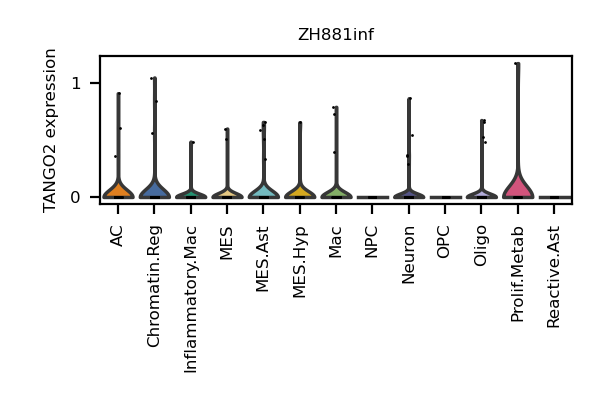 ZH881inf
TANGO2 expression
1
0
AC
Chromatin.Reg
Inflammatory.Mac
MES
MES.Ast
MES.Hyp
Mac
NPC
Neuron
OPC
Oligo
Prolif.Metab
Reactive.Ast